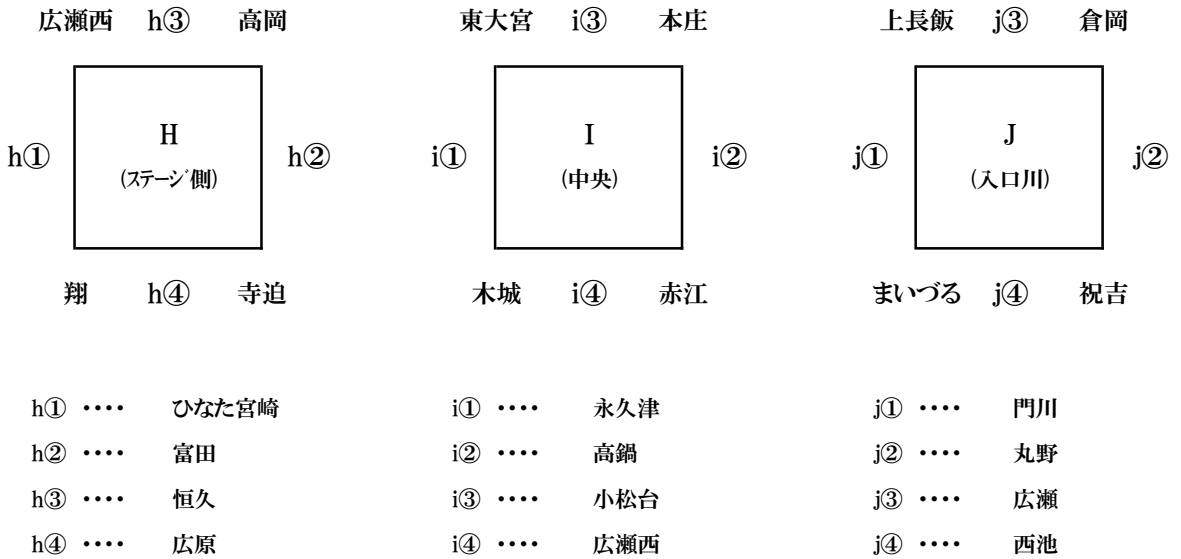 広瀬西 h③ 高岡 東大宮 i③ 本庄 上長飯 j③ 倉岡
H I J
h① h② i① i② j① j②
(ステージ側) (中央) (入口川)
翔 h④ 寺迫 木城 i④ 赤江 まいづる j④ 祝吉
h① ‥‥ ひなた宮崎 i① ‥‥ 永久津 j① ‥‥ 門川
h② ‥‥ 富田 i② ‥‥ 高鍋 j② ‥‥ 丸野
h③ ‥‥ 恒久 i③ ‥‥ 小松台 j③ ‥‥ 広瀬
h④ ‥‥ 広原 i④ ‥‥ 広瀬西 j④ ‥‥ 西池